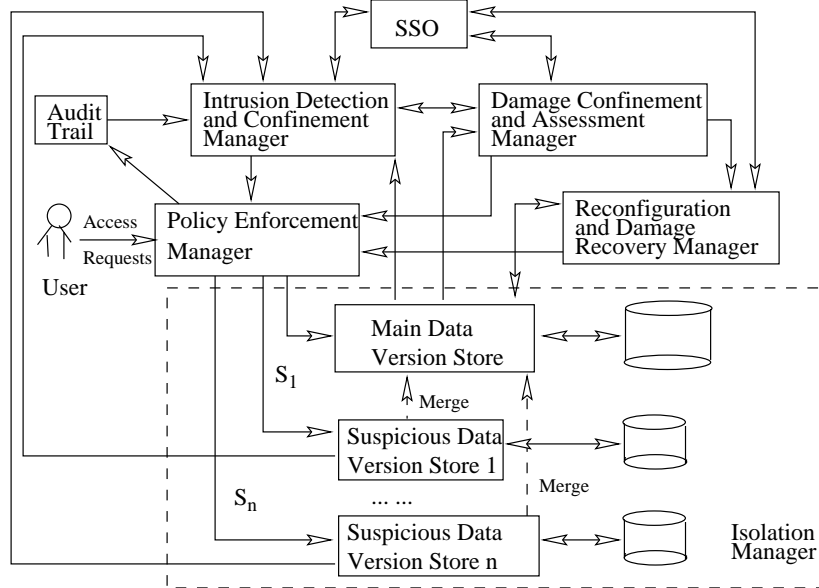 SSO
Intrusion Detection
and Confinement
Manager
Damage Confinement
and Assessment
Manager
Audit
Trail
Policy Enforcement
Manager
Reconfiguration
and Damage
Recovery Manager
Access
Requests
User
Main Data
Version Store
S1
Merge
Suspicious Data
Version Store 1
... ...
Merge
Sn
Suspicious Data
Version Store n
Isolation
Manager